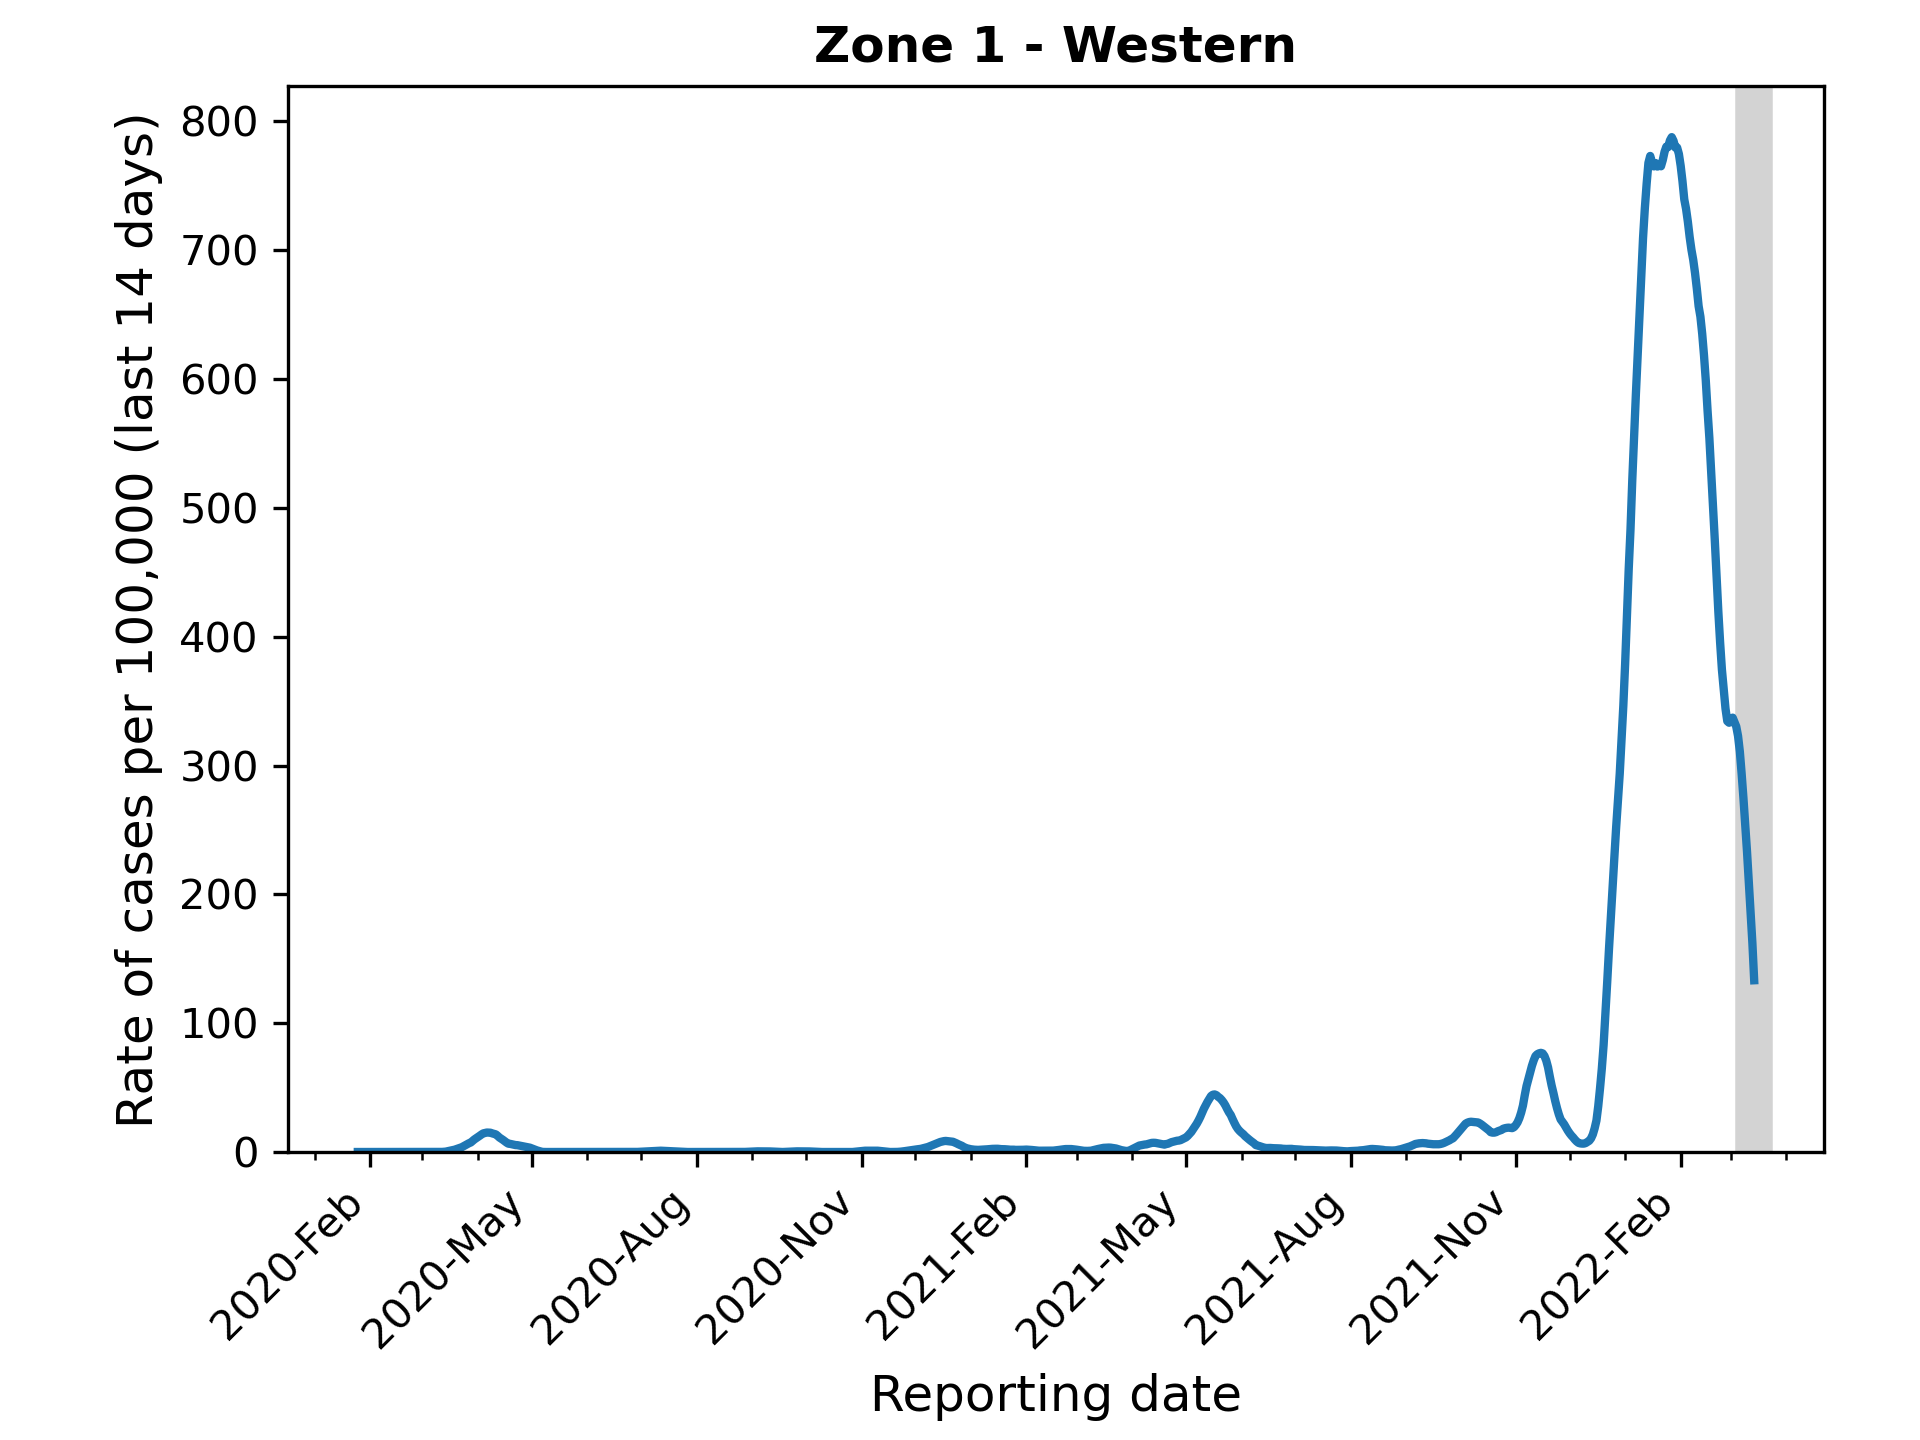 Zone 1 - Western
Rate of cases per 100,000 (last 14 days)
800
700
600
500
400
300
200
100
0
2020-Feb
2020-May
2020-Aug
2020-Nov
2021-Feb
2021-May
2021-Aug
2021-Nov
2022-Feb
Reporting date